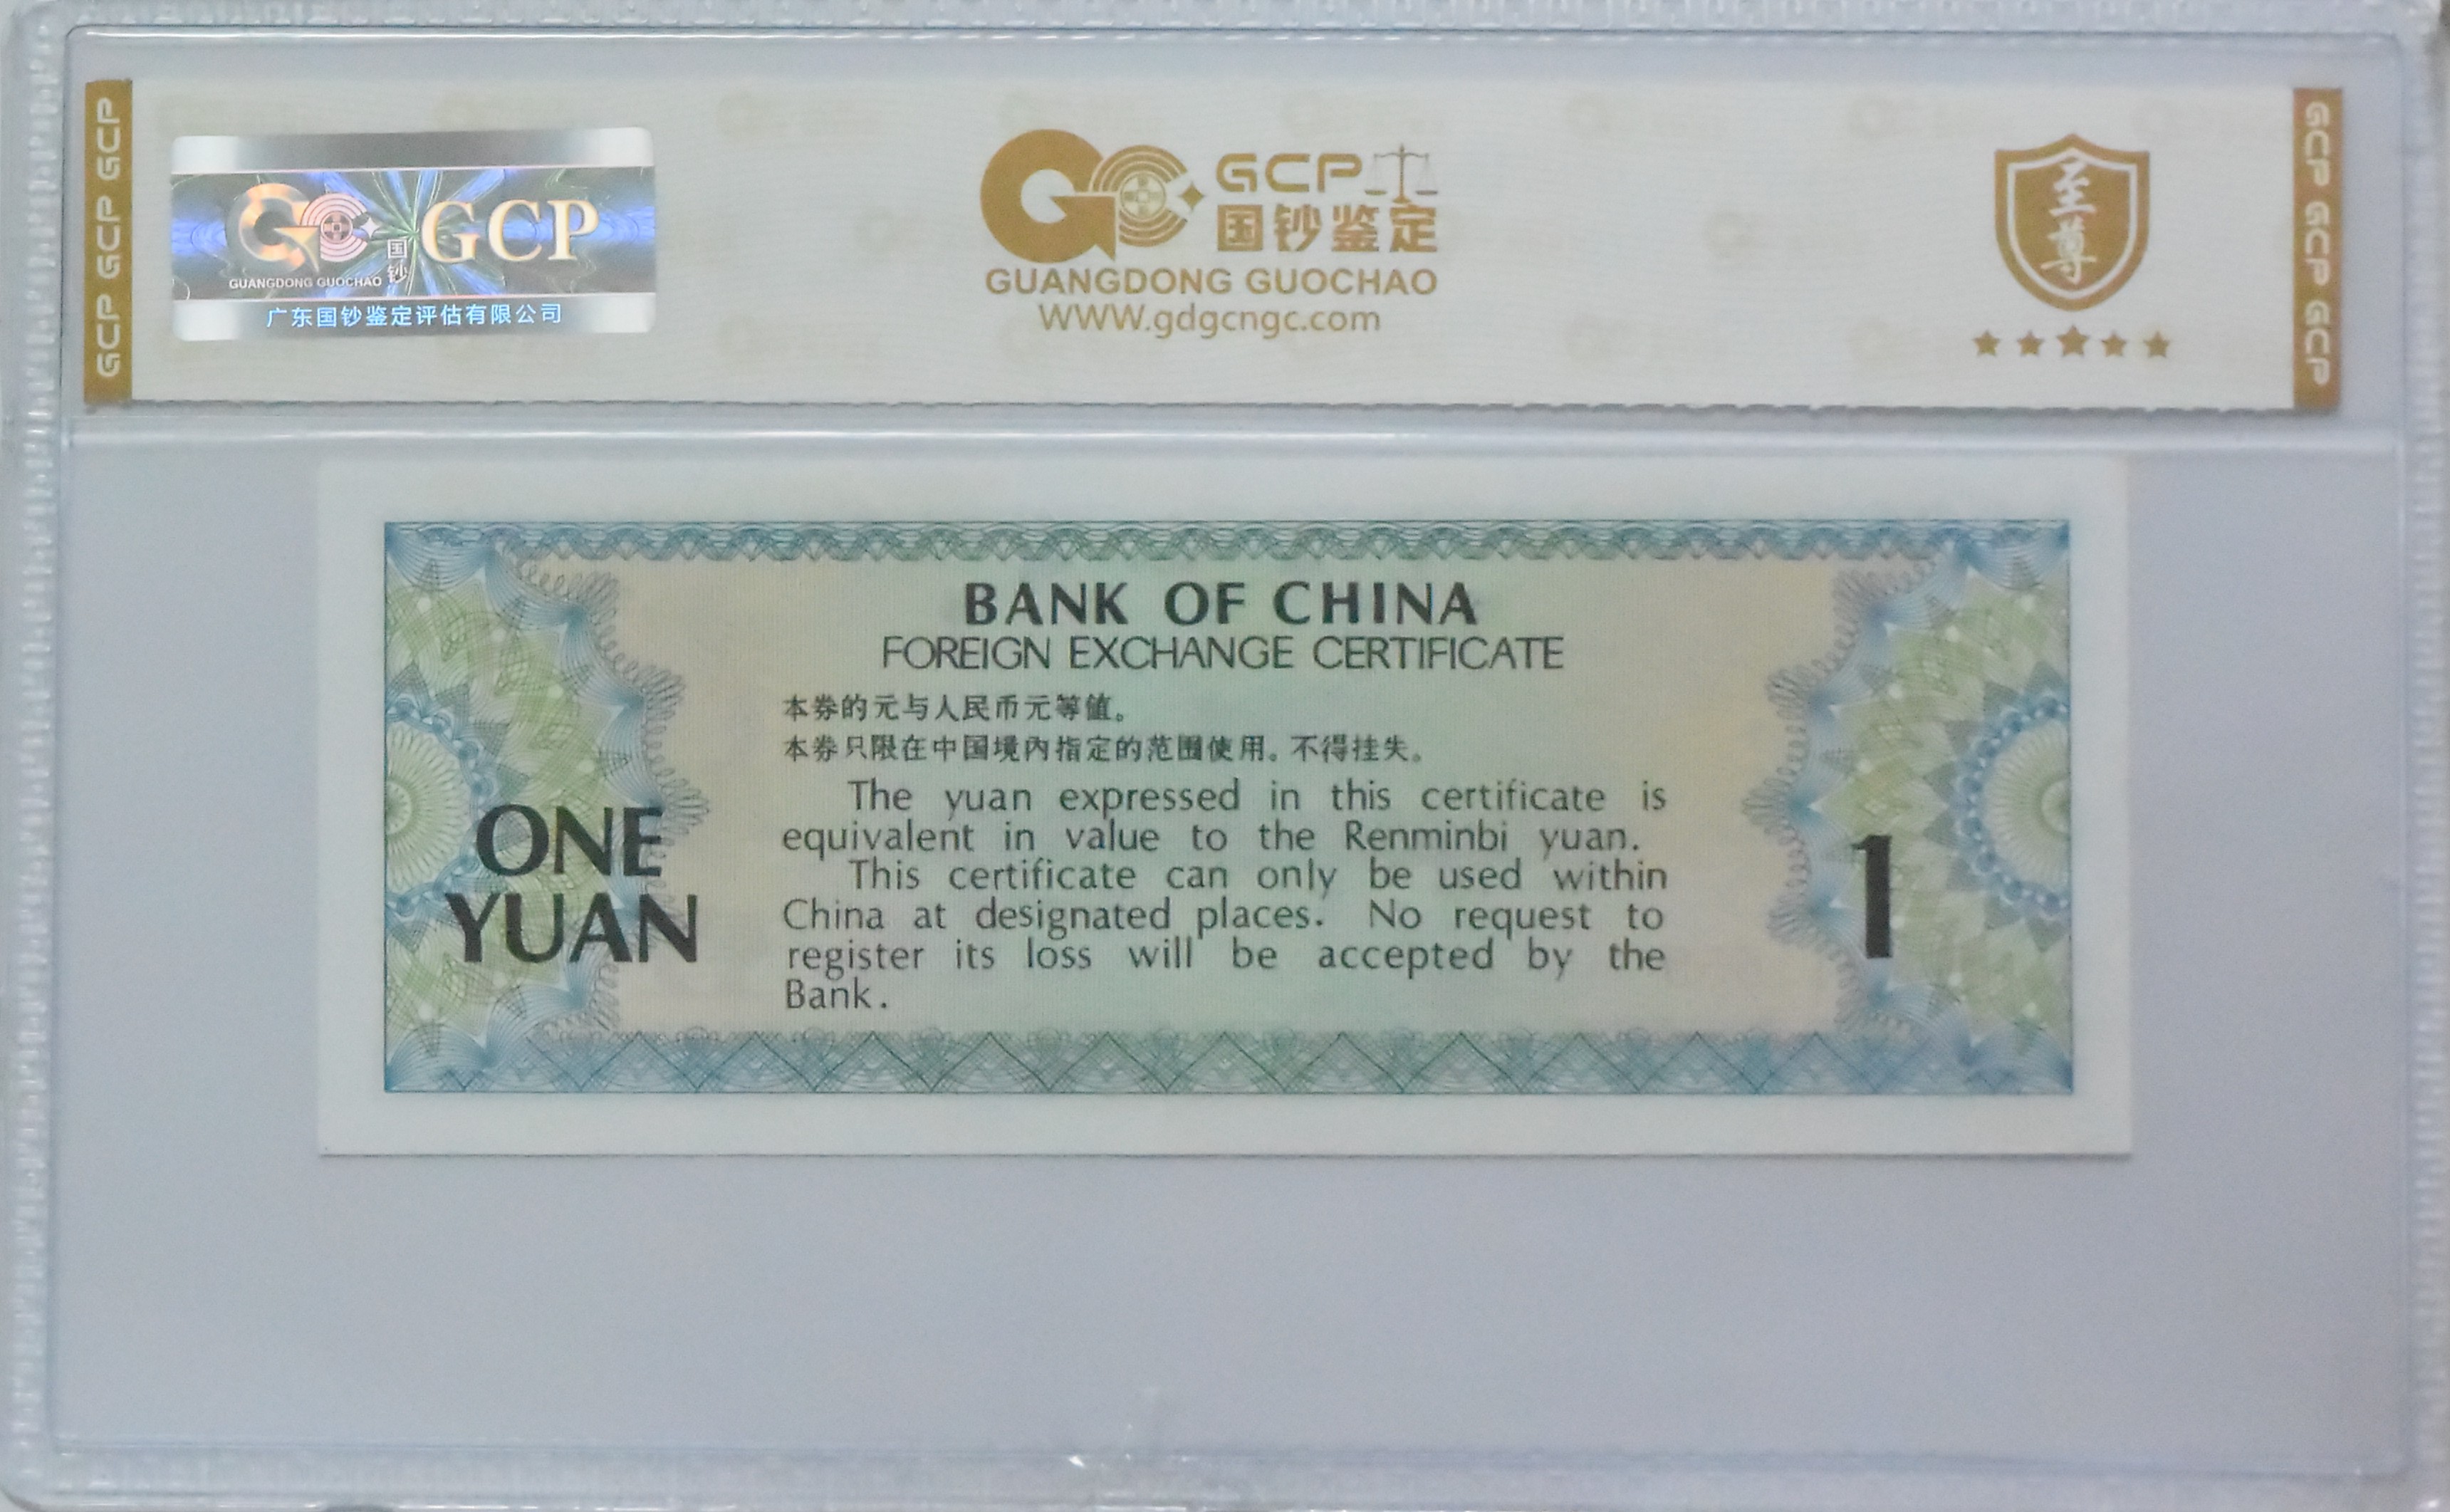 GCP GCP GCP
GCP
国钞
GUANGDONG GUOCHAO
广东国钞鉴定评估有限公司
GCP
国钞鉴定
GUANGDONG GUOCHAO
WWW.gdgcngc.com
至尊
GCP GCP GCP
BANK OF CHINA
FOREIGN EXCHANGE CERTIFICATE
本券的元与人民币元等值。
本券只限在中国境内指定的范围使用。不得挂失。
The yuan expressed in this certificate is
equivalent in value to the Renminbi yuan.
This certificate can only be used within
China at designated places. No request to
register its loss will be accepted by the
Bank.
ONE
YUAN
1